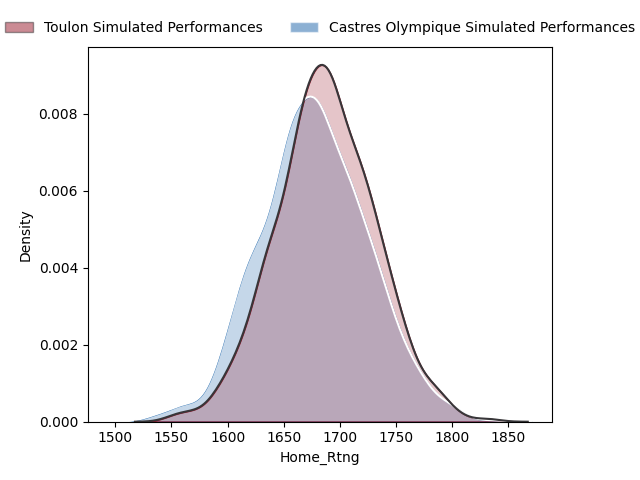 Toulon Simulated Performances Castres Olympique Simulated Performances
0.008
0.006
0.004
0.002
0.000
Density
1500 1550 1600 1650 1700 1750 1800 1850
Home_Rtng